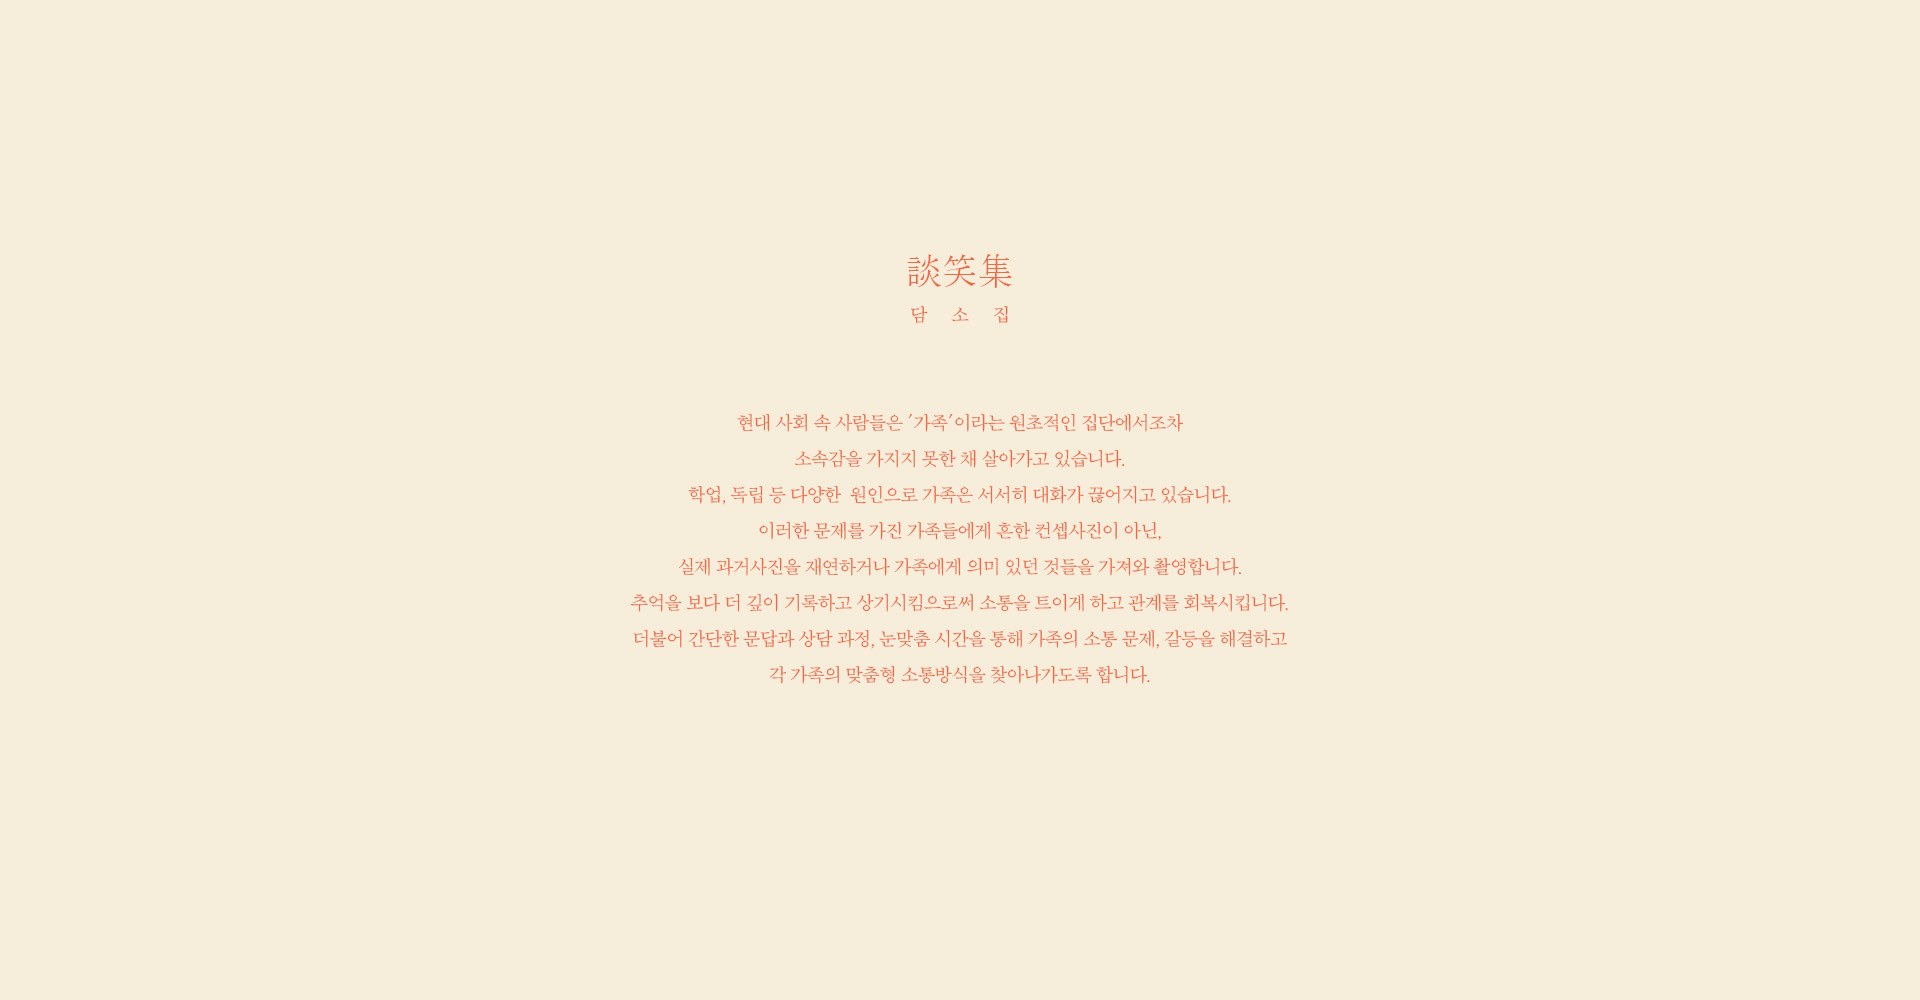 談笑集
담 소 집
현대 사회 속 사람들은 '가족'이라는 원초적인 집단에서조차
소속감을 가지지 못한 채 살아가고 있습니다.
학업, 독립 등 다양한 원인으로 가족은 서서히 대화가 끊어지고 있습니다.
이러한 문제를 가진 가족들에게 흔한 컨셉사진이 아닌,
실제 과거사진을 재연하거나 가족에게 의미 있던 것들을 가져와 촬영합니다.
추억을 보다 더 깊이 기록하고 상기시킴으로써 소통을 트이게 하고 관계를 회복시킵니다.
더불어 간단한 문답과 상담 과정, 눈맞춤 시간을 통해 가족의 소통 문제, 갈등을 해결하고
각 가족의 맞춤형 소통방식을 찾아나가도록 합니다.